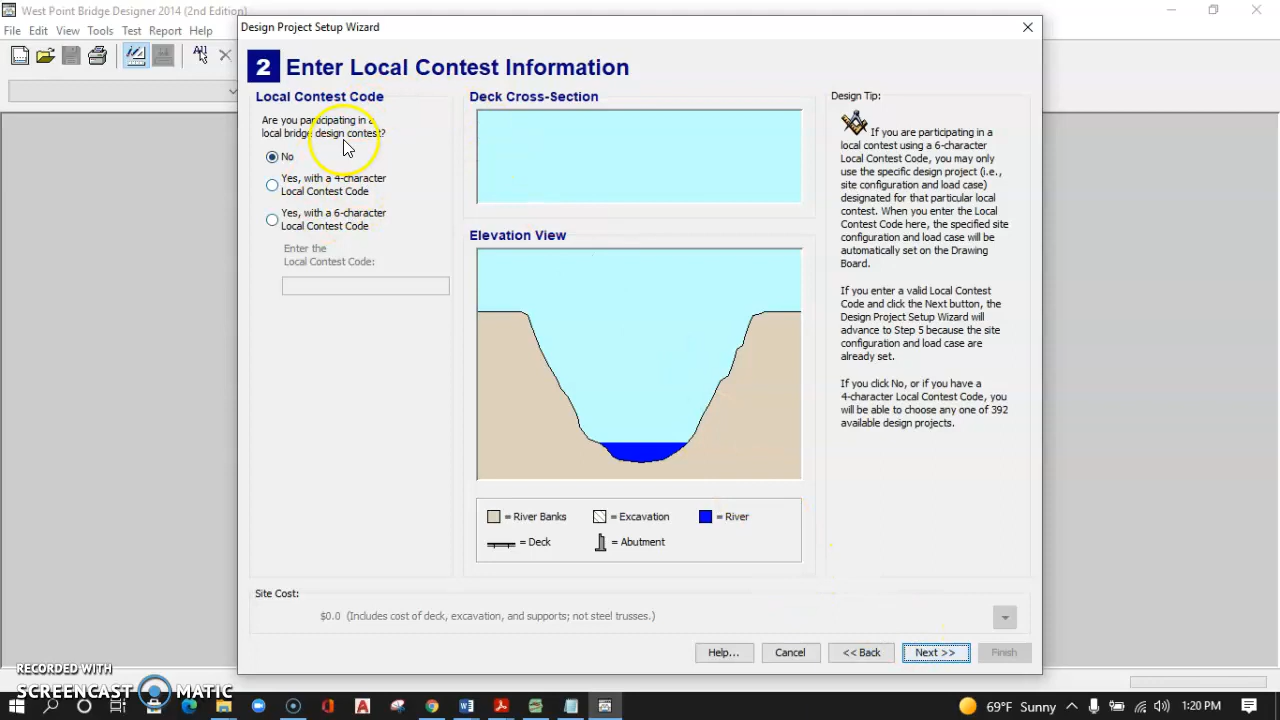 West Point Bridge Designer 2014 (2nd Edition)
File Edit View Tools Test Report Help
Design Project Setup Wizard
2 Enter Local Contest Information
Local Contest Code
Are you participating in a
local bridge design contest?
No
Yes, with a 4-character
Local Contest Code
Yes, with a 6-character
Local Contest Code
Enter the
Local Contest Code:
Deck Cross-Section
Elevation View
= River Banks
= Excavation
= River
= Deck
= Abutment
Design Tip:
If you are participating in a
local contest using a 6-character
Local Contest Code, you may only
use the specific design project (i.e.,
site configuration and load case)
designated for that particular local
contest. When you enter the Local
Contest Code here, the specified site
configuration and load case will be
automatically set on the Drawing
Board.
If you enter a valid Local Contest
Code and click the Next button, the
Design Project Setup Wizard will
advance to Step 5 because the site
configuration and load case are
already set.
If you click No, or if you have a
4-character Local Contest Code, you
will be able to choose any one of 392
available design projects.
Site Cost:
$0.0 (Includes cost of deck, excavation, and supports; not steel trusses.)
Help... Cancel << Back Next >> Finish
RECORDED WITH
SCREENCAST MATIC
69°F Sunny
1:20 PM